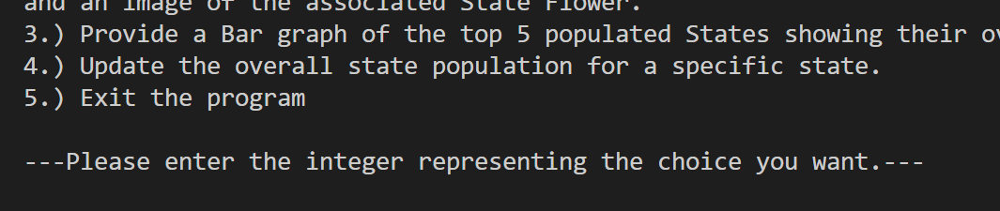 and an image of the associated State Flower.
3.) Provide a Bar graph of the top 5 populated States showing their
4.) Update the overall state population for a specific state.
5.) Exit the program
---Please enter the integer representing the choice you want.---